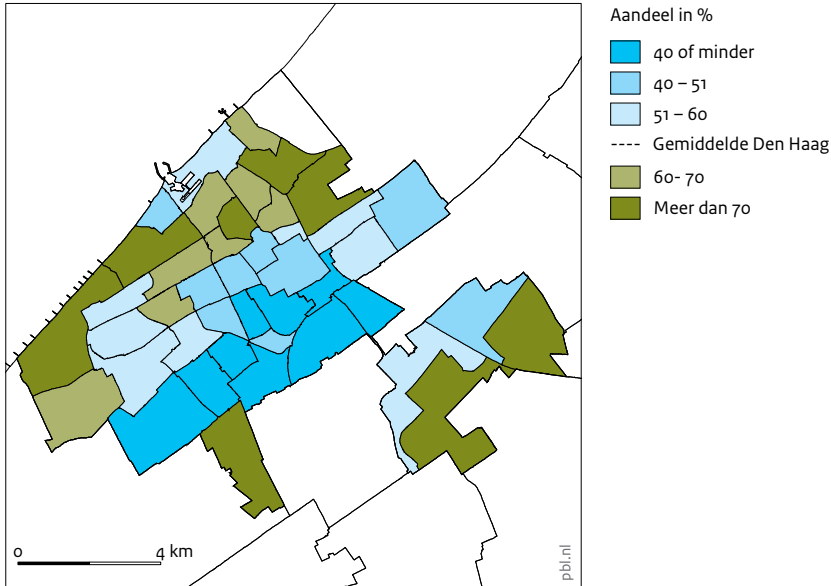 Aandeel in %
40 of minder
40 – 51
51 – 60
Gemiddelde Den Haag
60- 70
Meer dan 70
0 4 km
pbl.nl